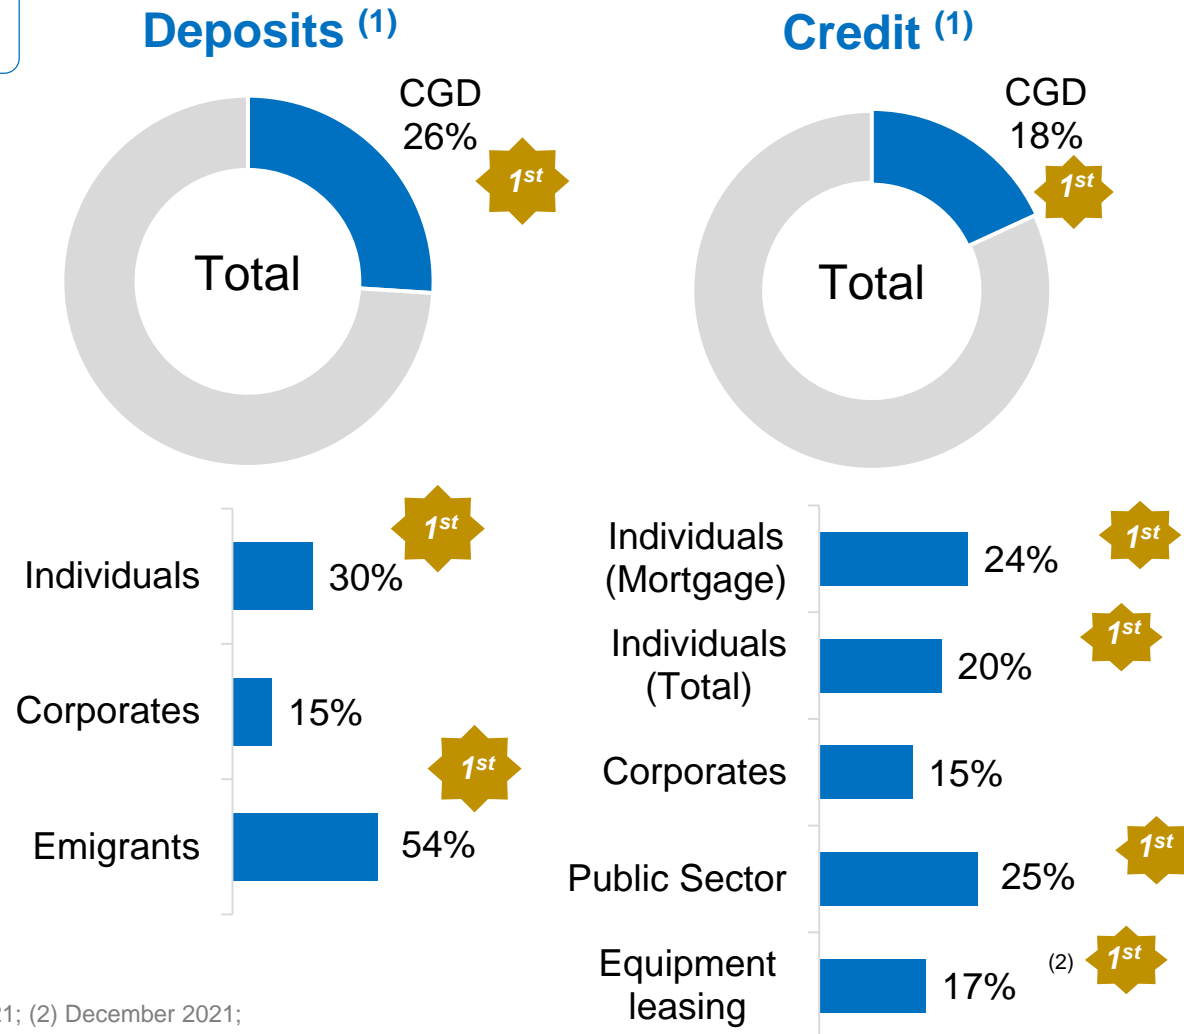 Deposits (1)
CGD
26%
1st
Total
Individuals
30%
1st
Corporates
15%
Emigrants
54%
1st
Credit (1)
CGD
18%
1st
Total
Individuals
(Mortgage)
24%
1st
Individuals
(Total)
20%
1st
Corporates
15%
Public Sector
25%
1st
Equipment
leasing
17%
(2)
1st
1; (2) December 2021;